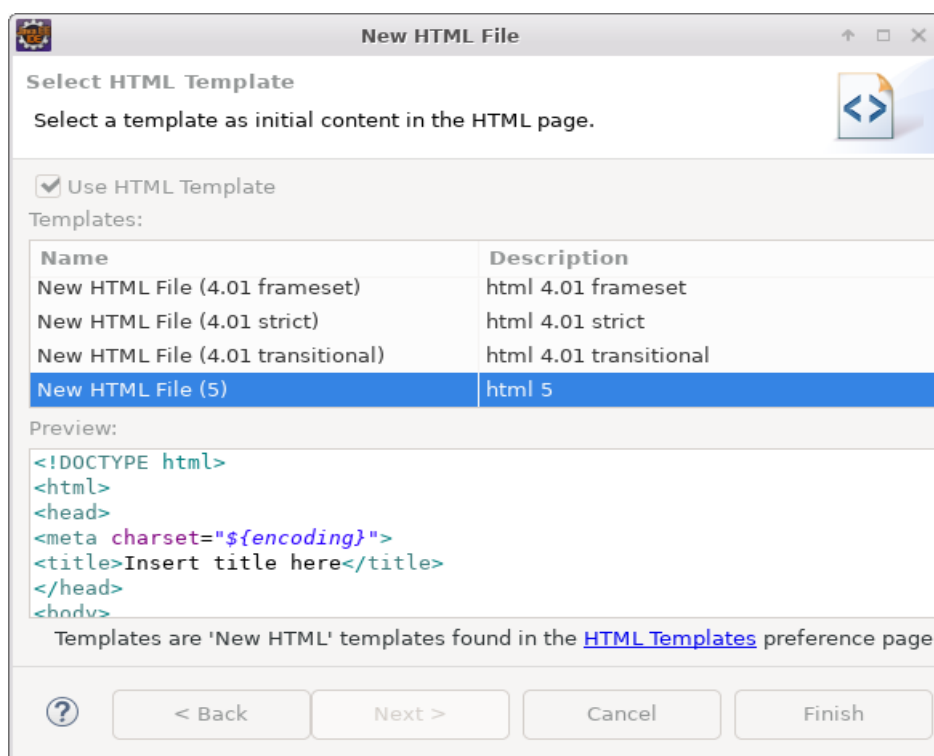 New HTML File
Select HTML Template
Select a template as initial content in the HTML page.
Use HTML Template
Templates:
Name Description
New HTML File (4.01 frameset) html 4.01 frameset
New HTML File (4.01 strict) html 4.01 strict
New HTML File (4.01 transitional) html 4.01 transitional
New HTML File (5) html 5
Preview:
<!DOCTYPE html>
<html>
<head>
<meta charset="${encoding}">
<title>Insert title here</title>
</head>
<body>
Templates are 'New HTML' templates found in the HTML Templates preference page
? < Back Next > Cancel Finish